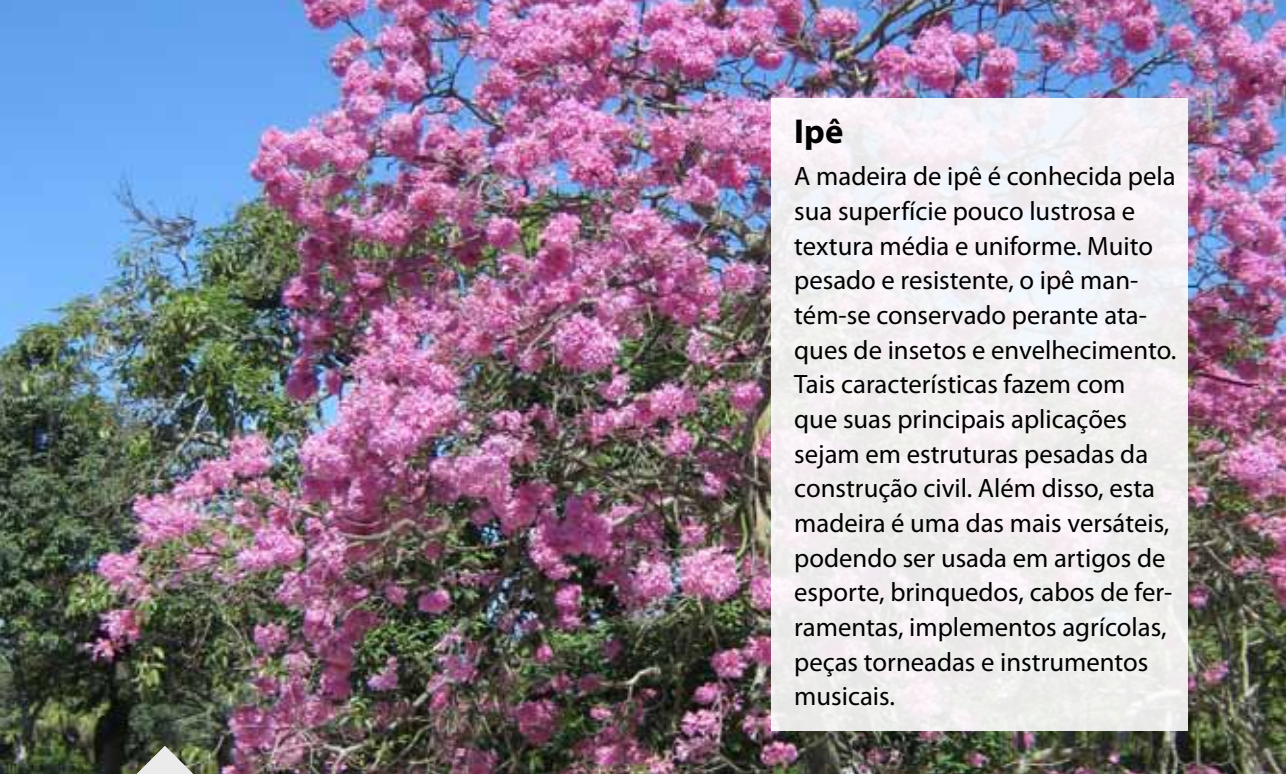 Ipê
A madeira de ipê é conhecida pela
sua superfície pouco lustrosa e
textura média e uniforme. Muito
pesado e resistente, o ipê man-
tém-se conservado perante ata-
ques de insetos e envelhecimento.
Tais características fazem com
que suas principais aplicações
sejam em estruturas pesadas da
construção civil. Além disso, esta
madeira é uma das mais versáteis,
podendo ser usada em artigos de
esporte, brinquedos, cabos de fer-
ramentas, implementos agrícolas,
peças torneadas e instrumentos
musicais.